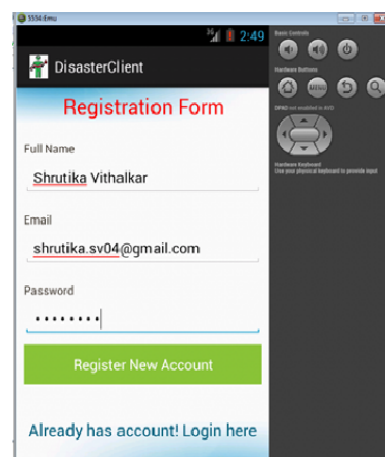 5554:Emu
3G 2:49
DisasterClient
Registration Form
Full Name
Shrutika Vithalkar
Email
shrutika.sv04@gmail.com
Password
Register New Account
Already has account! Login here
Basic Controls
Hardware Buttons
MENU
DPAD not enabled in AVD
Hardware Keyboard
Use your physical keyboard to provide input